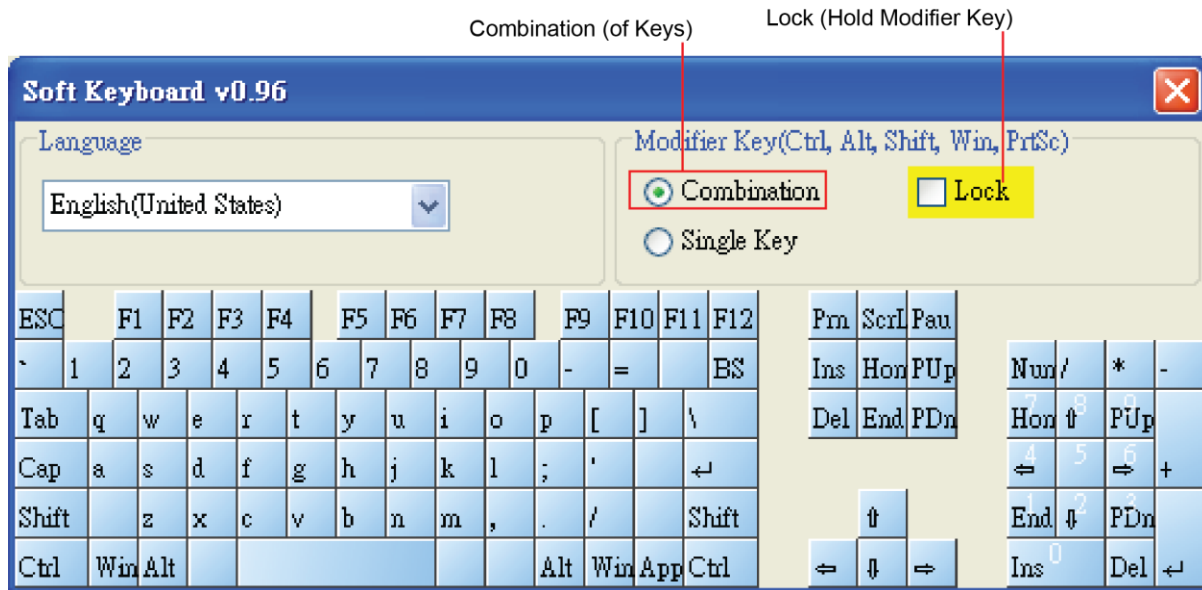 Combination (of Keys)
Lock (Hold Modifier Key)
Soft Keyboard v0.96
Language
Modifier Key(Ctrl, Alt, Shift, Win, PrtSc)
English(United States)
Combination
Lock
Single Key
ESC F1 F2 F3 F4 F5 F6 F7 F8 F9 F10 F11 F12 Prn ScrL Pau
` 1 2 3 4 5 6 7 8 9 0 - = BS Ins Hon PUp Num / * -
Tab q w e r t y u i o p [ ] \ Del End PDn 7 Hon 8 ⇧ 9 PUp
Cap a s d f g h j k l ; ' ↵ 4 ⇦ 5 6 ⇨ +
Shift z x c v b n m , . / Shift ⇧ 1 End 2 ⇩ 3 PDn
Ctrl Win Alt Alt Win App Ctrl ⇦ ⇩ ⇨ Ins 0 Del ↵